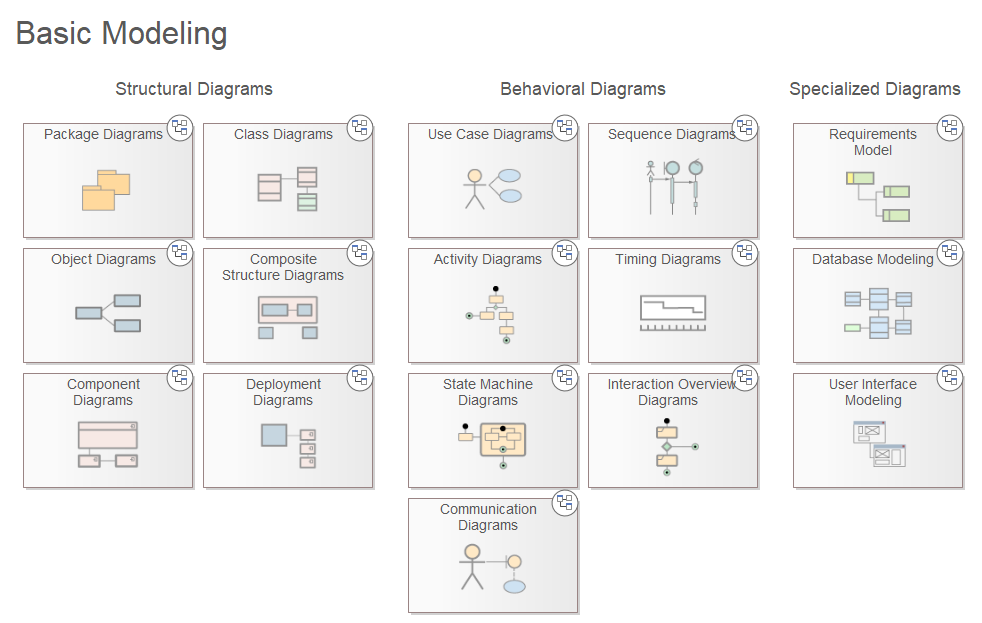 Basic Modeling
Structural Diagrams
Behavioral Diagrams
Specialized Diagrams
Package Diagrams
Class Diagrams
Use Case Diagrams
Sequence Diagrams
Requirements
Model
Object Diagrams
Composite
Structure Diagrams
Activity Diagrams
Timing Diagrams
Database Modeling
Component
Diagrams
Deployment
Diagrams
State Machine
Diagrams
Interaction Overview
Diagrams
User Interface
Modeling
Communication
Diagrams